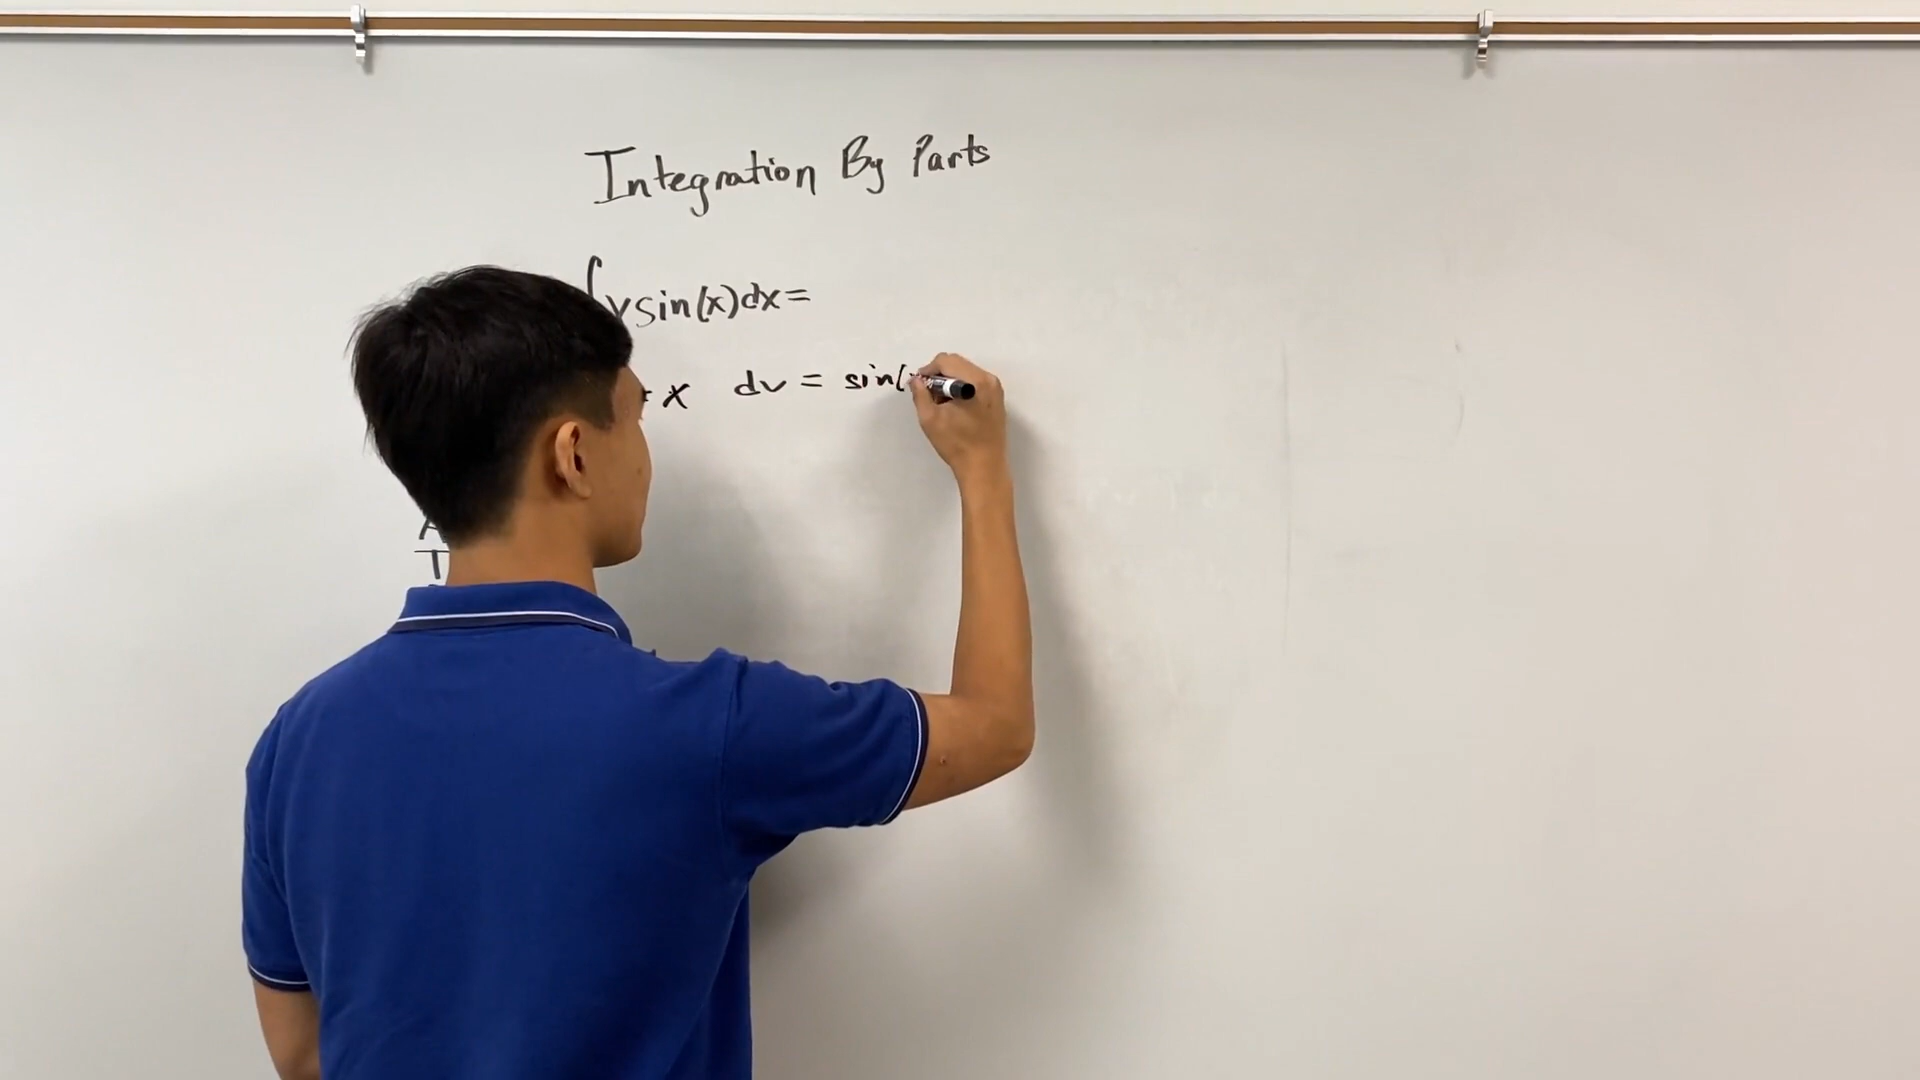 Integration By Parts
∫xsin(x)dx=
= x dv = sin(
A
T